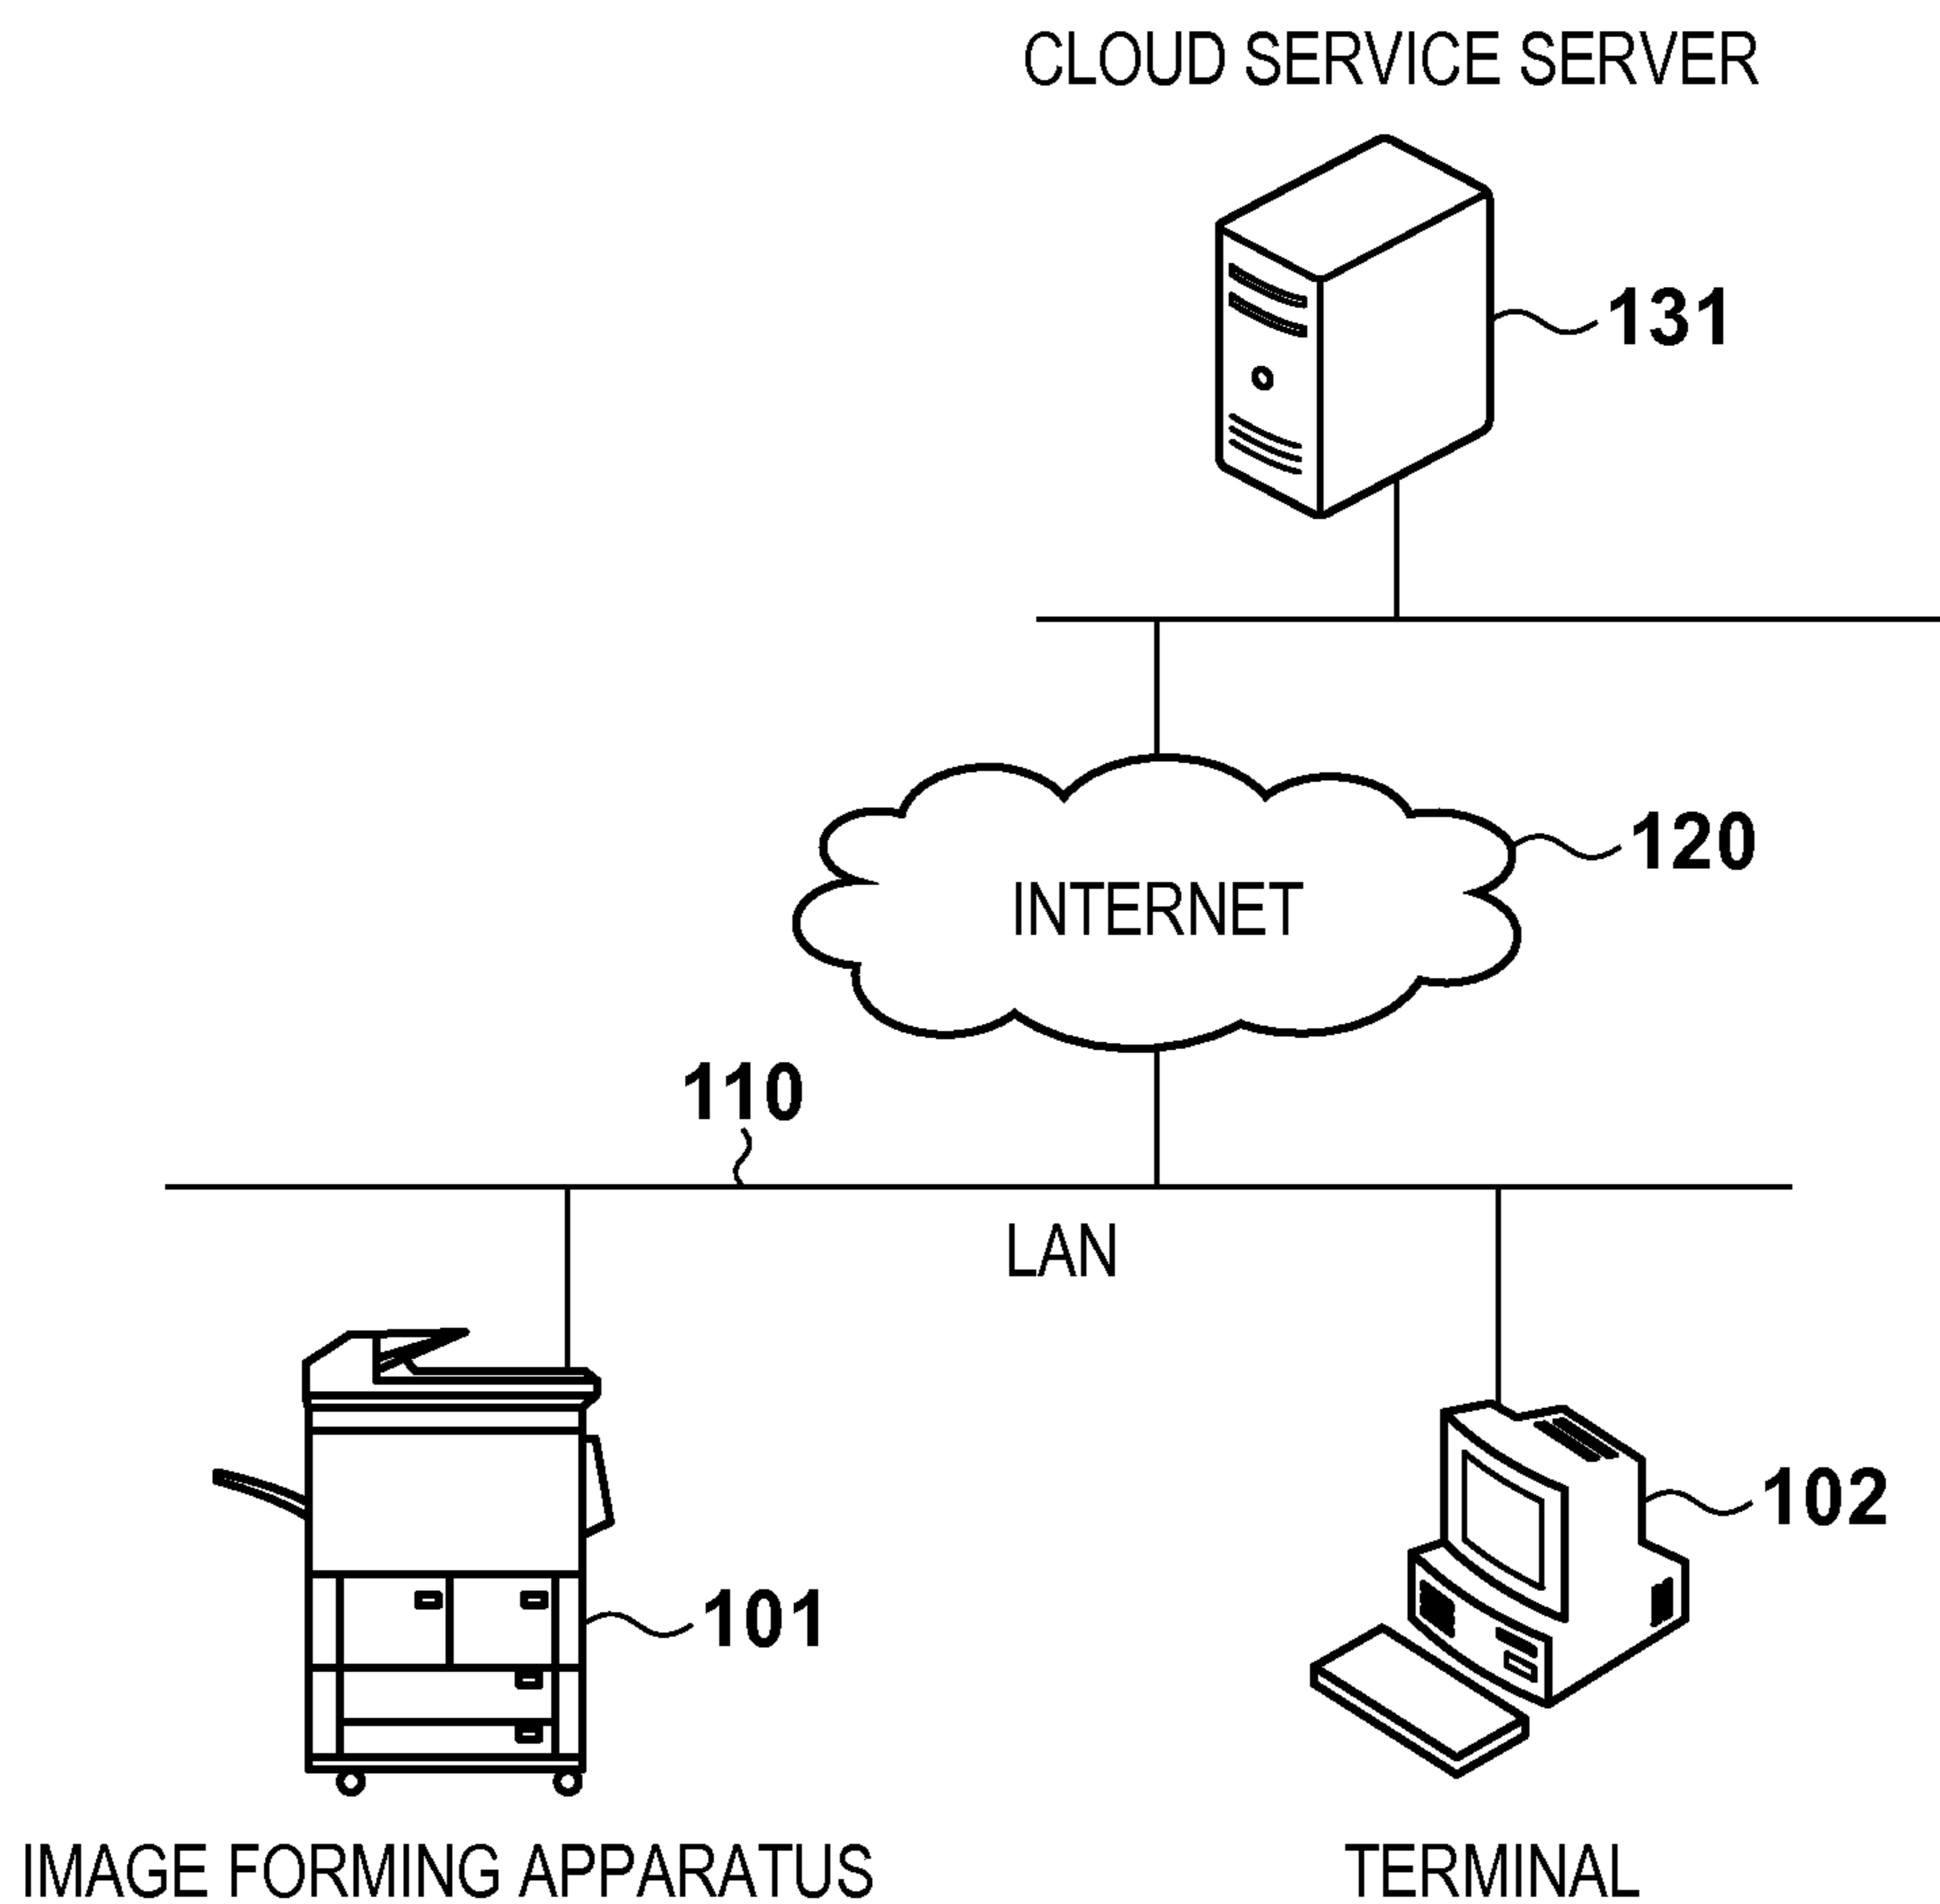 CLOUD SERVICE SERVER
131
120
INTERNET
110
LAN
102
101
IMAGE FORMING APPARATUS
TERMINAL